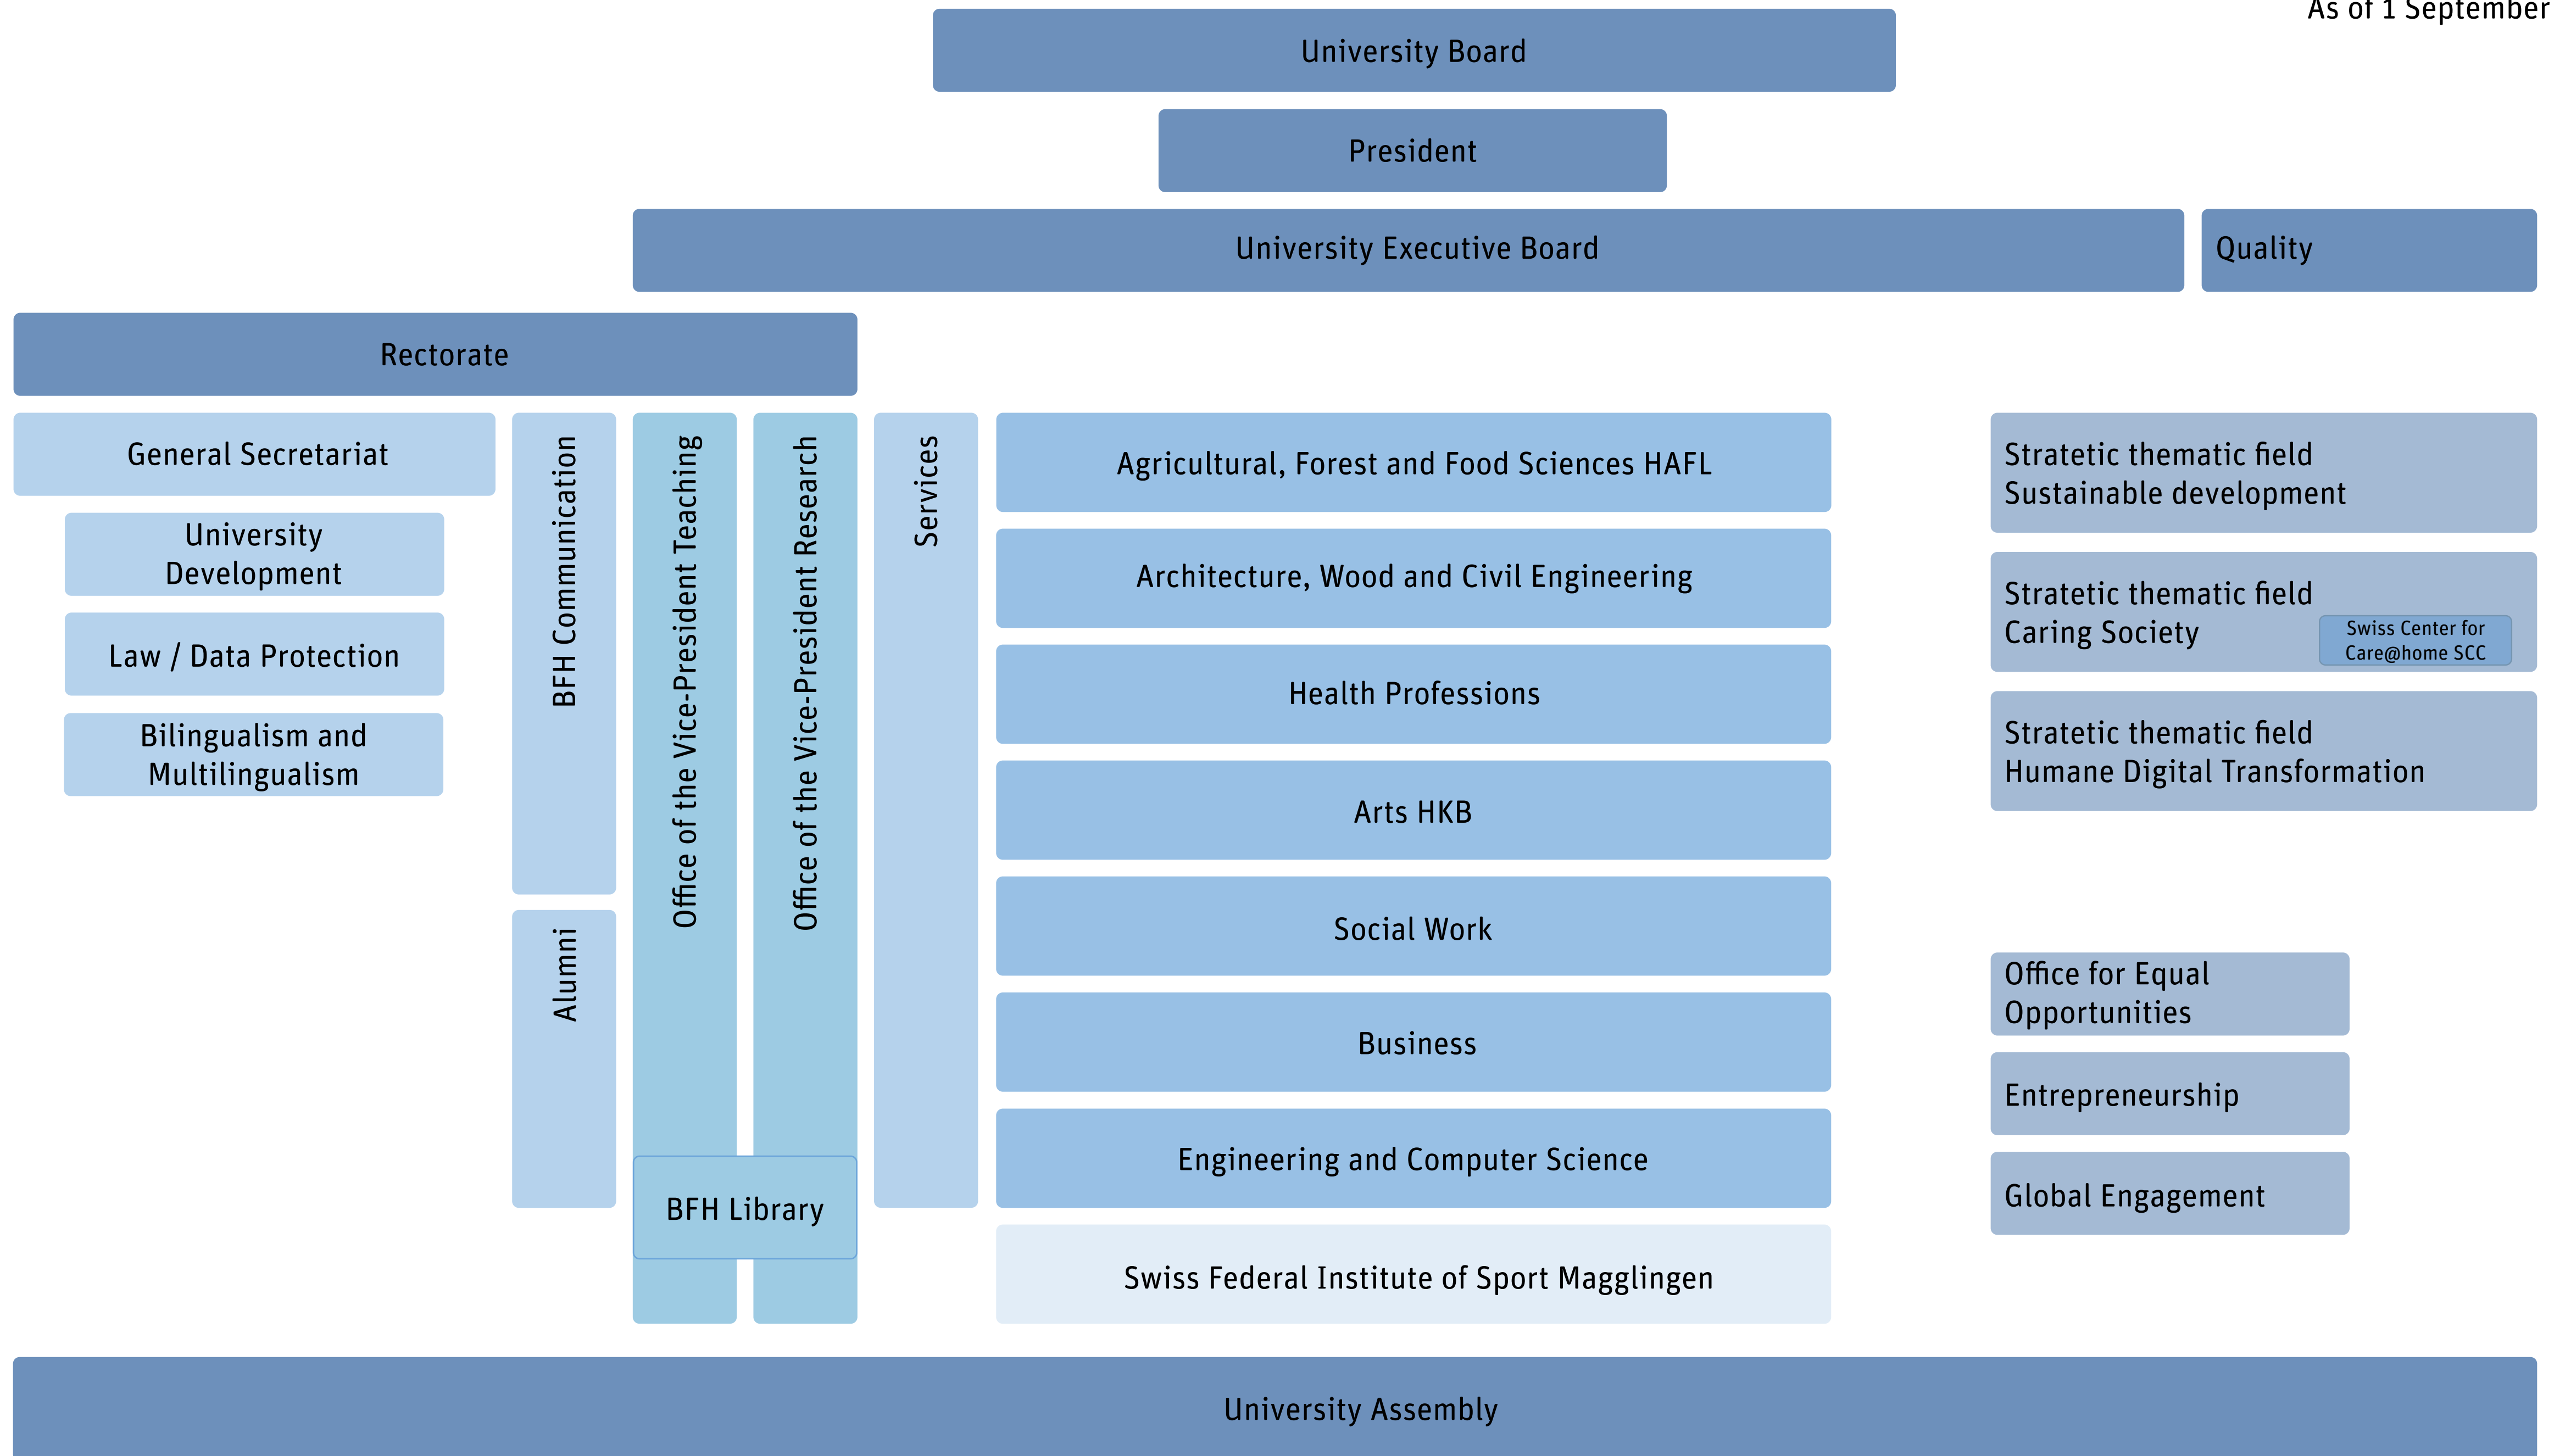 As of 1 September
University Board
President
University Executive Board
Quality
Rectorate
General Secretariat
University
Development
Law / Data Protection
Bilingualism and
Multilingualism
BFH Communication
Alumni
Office of the Vice-President Teaching
Office of the Vice-President Research
BFH Library
Services
Agricultural, Forest and Food Sciences HAFL
Architecture, Wood and Civil Engineering
Health Professions
Arts HKB
Social Work
Business
Engineering and Computer Science
Swiss Federal Institute of Sport Magglingen
Stratetic thematic field
Sustainable development
Stratetic thematic field
Caring Society
Swiss Center for
Care@home SCC
Stratetic thematic field
Humane Digital Transformation
Office for Equal
Opportunities
Entrepreneurship
Global Engagement
University Assembly